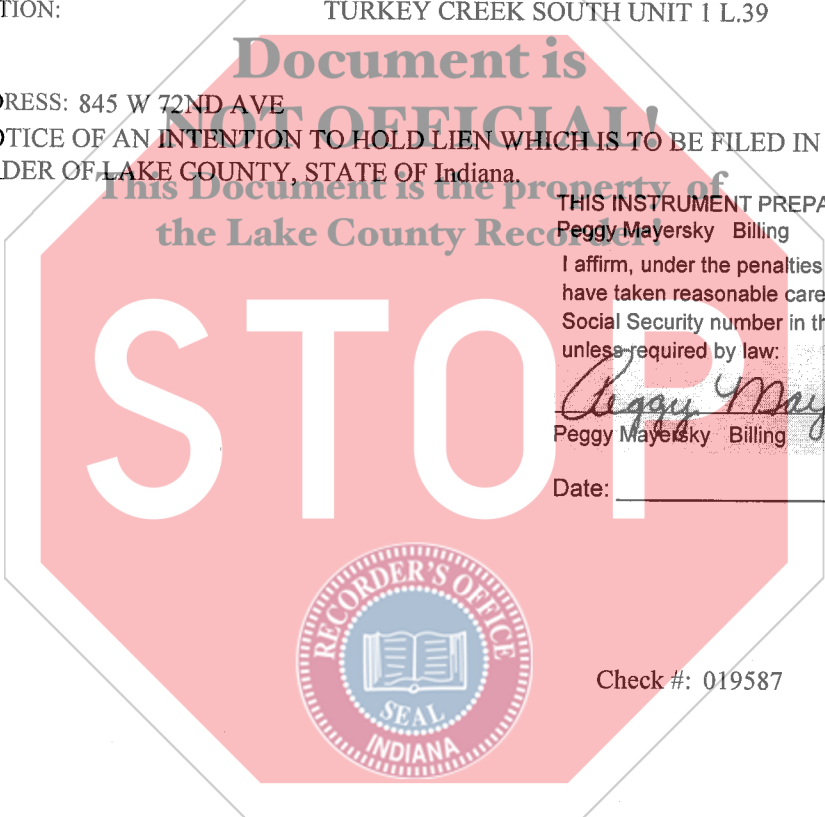 TION: TURKEY CREEK SOUTH UNIT 1 L.39
Document is
DRESS: 845 W 72ND AVE
NOT OFFICIAL!
OTICE OF AN INTENTION TO HOLD LIEN WHICH IS TO BE FILED IN
DER OF LAKE COUNTY, STATE OF Indiana.
This Document is the property of
the Lake County Recorder!
THIS INSTRUMENT PREPA
Peggy Mayersky Billing
I affirm, under the penalties
have taken reasonable care
Social Security number in th
unless required by law:
STOP
Peggy May
Peggy Mayersky Billing
Date:
RECORDER'S OFFICE
SEAL
INDIANA
Check #: 019587